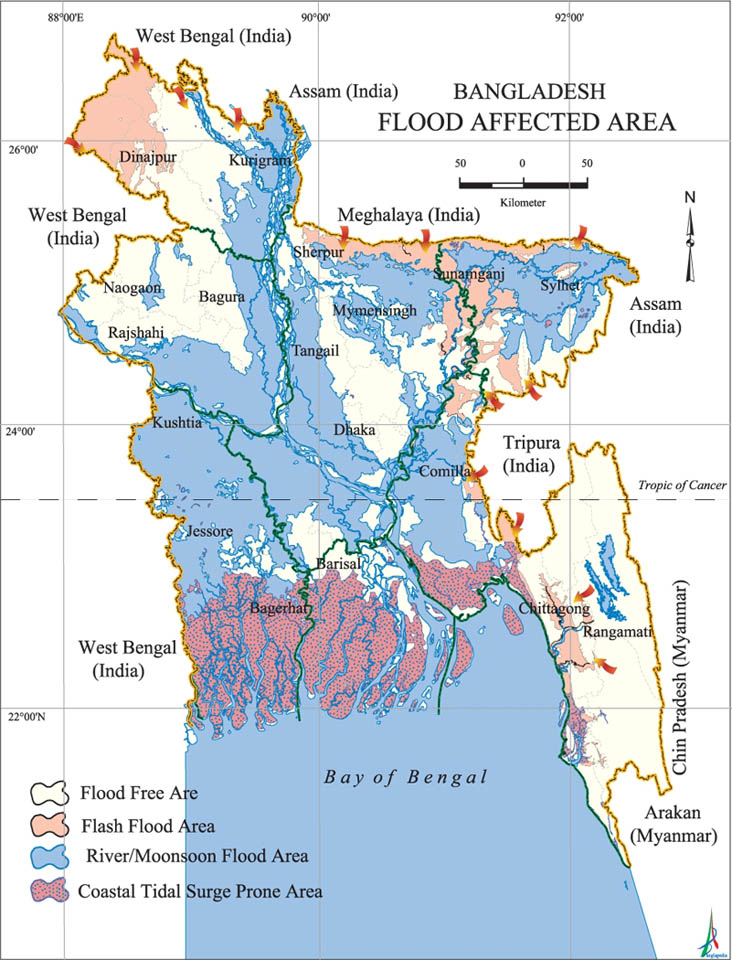 88°00'E
90°00'
92°00'
West Bengal (India)
Assam (India)
BANGLADESH
FLOOD AFFECTED AREA
26°00'
Dinajpur
Kurigram
50
0
50
Kilometer
N
West Bengal
(India)
Meghalaya (India)
Sherpur
Sunamganj
Sylhet
Naogaon
Bagura
Mymensingh
Assam
(India)
Rajshahi
Tangail
24°00'
Kushtia
Dhaka
Comilla
Tripura
(India)
Tropic of Cancer
Jessore
Barisal
Bagerhat
Chittagong
Rangamati
West Bengal
(India)
Chin Pradesh (Myanmar)
22°00'N
Bay of Bengal
Flood Free Are
Flash Flood Area
River/Moonsoon Flood Area
Coastal Tidal Surge Prone Area
Arakan
(Myanmar)